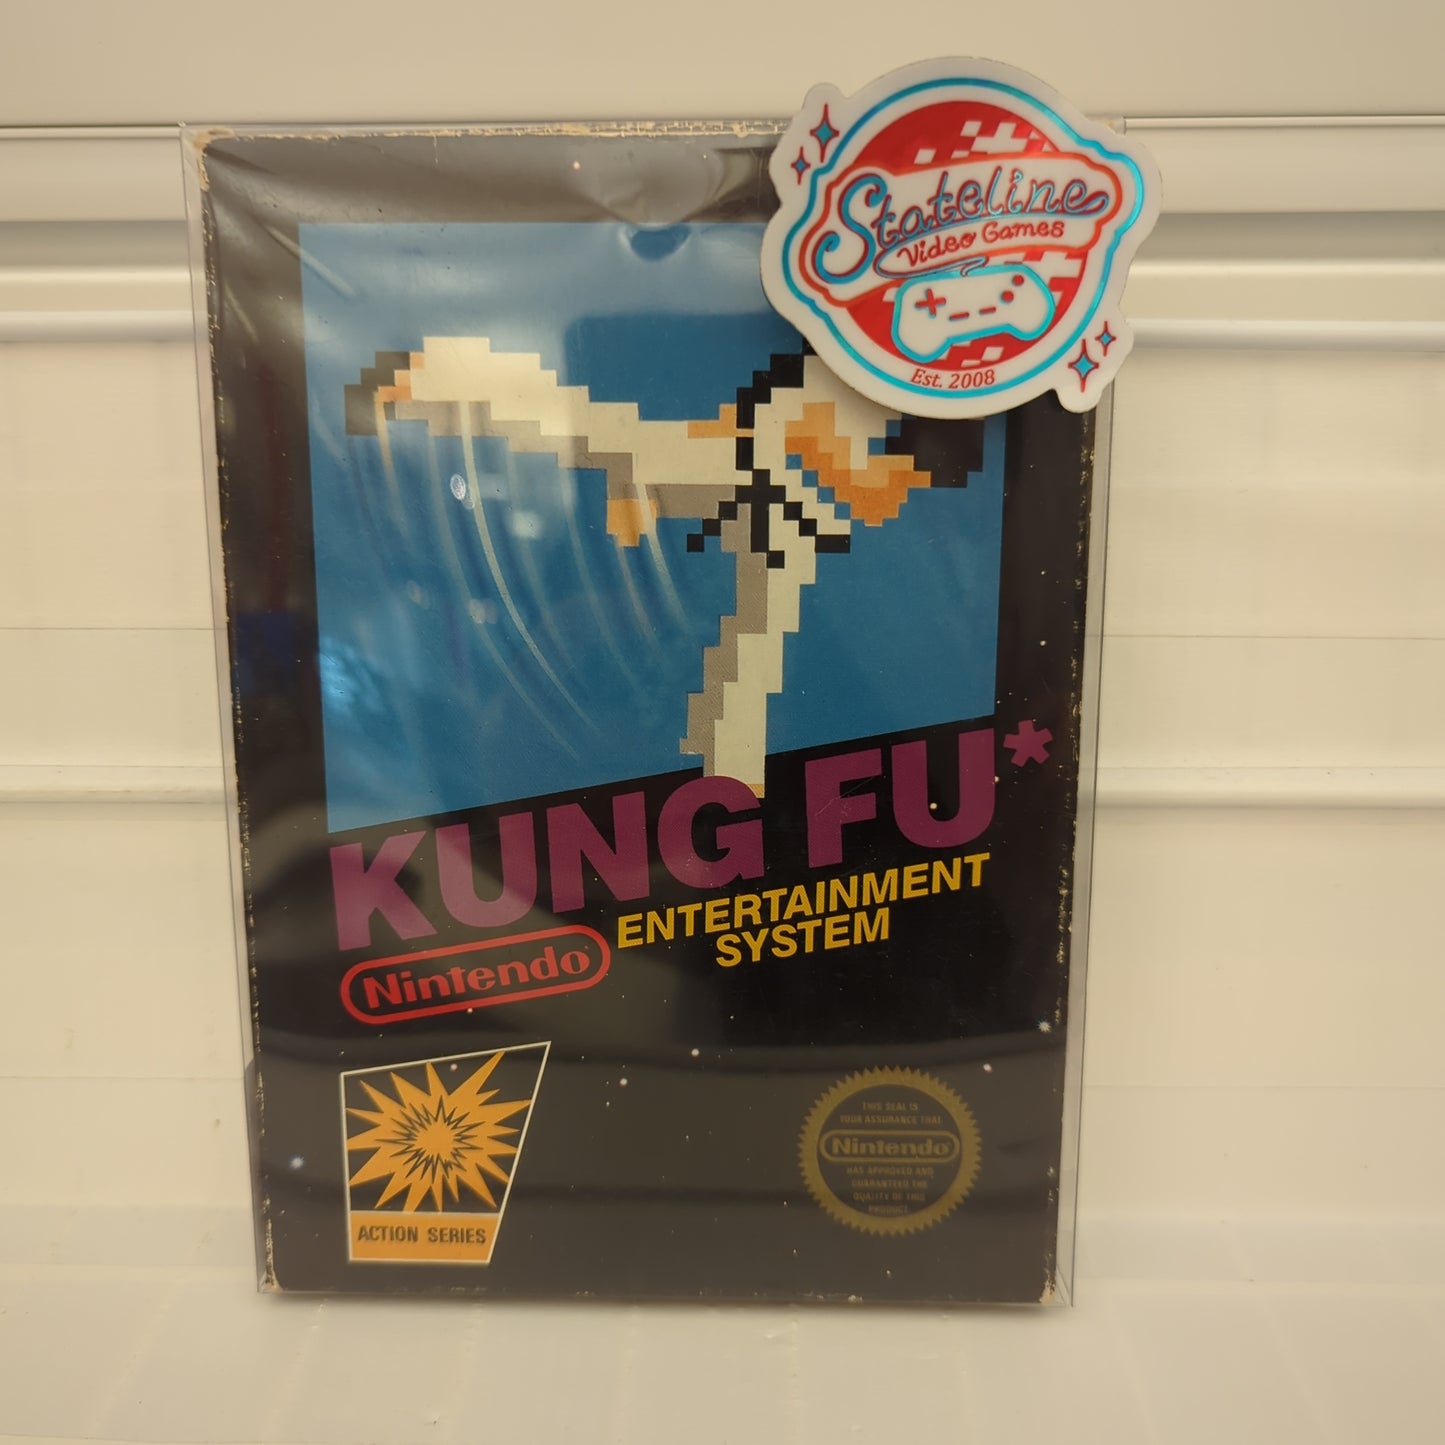 Stateline
Video Games
Est. 2008
KUNG FU*
ENTERTAINMENT
SYSTEM
Nintendo
ACTION SERIES
THIS SEAL IS
YOUR ASSURANCE THAT
Nintendo
HAS APPROVED AND
GUARANTEED THE
QUALITY OF THIS
PRODUCT.